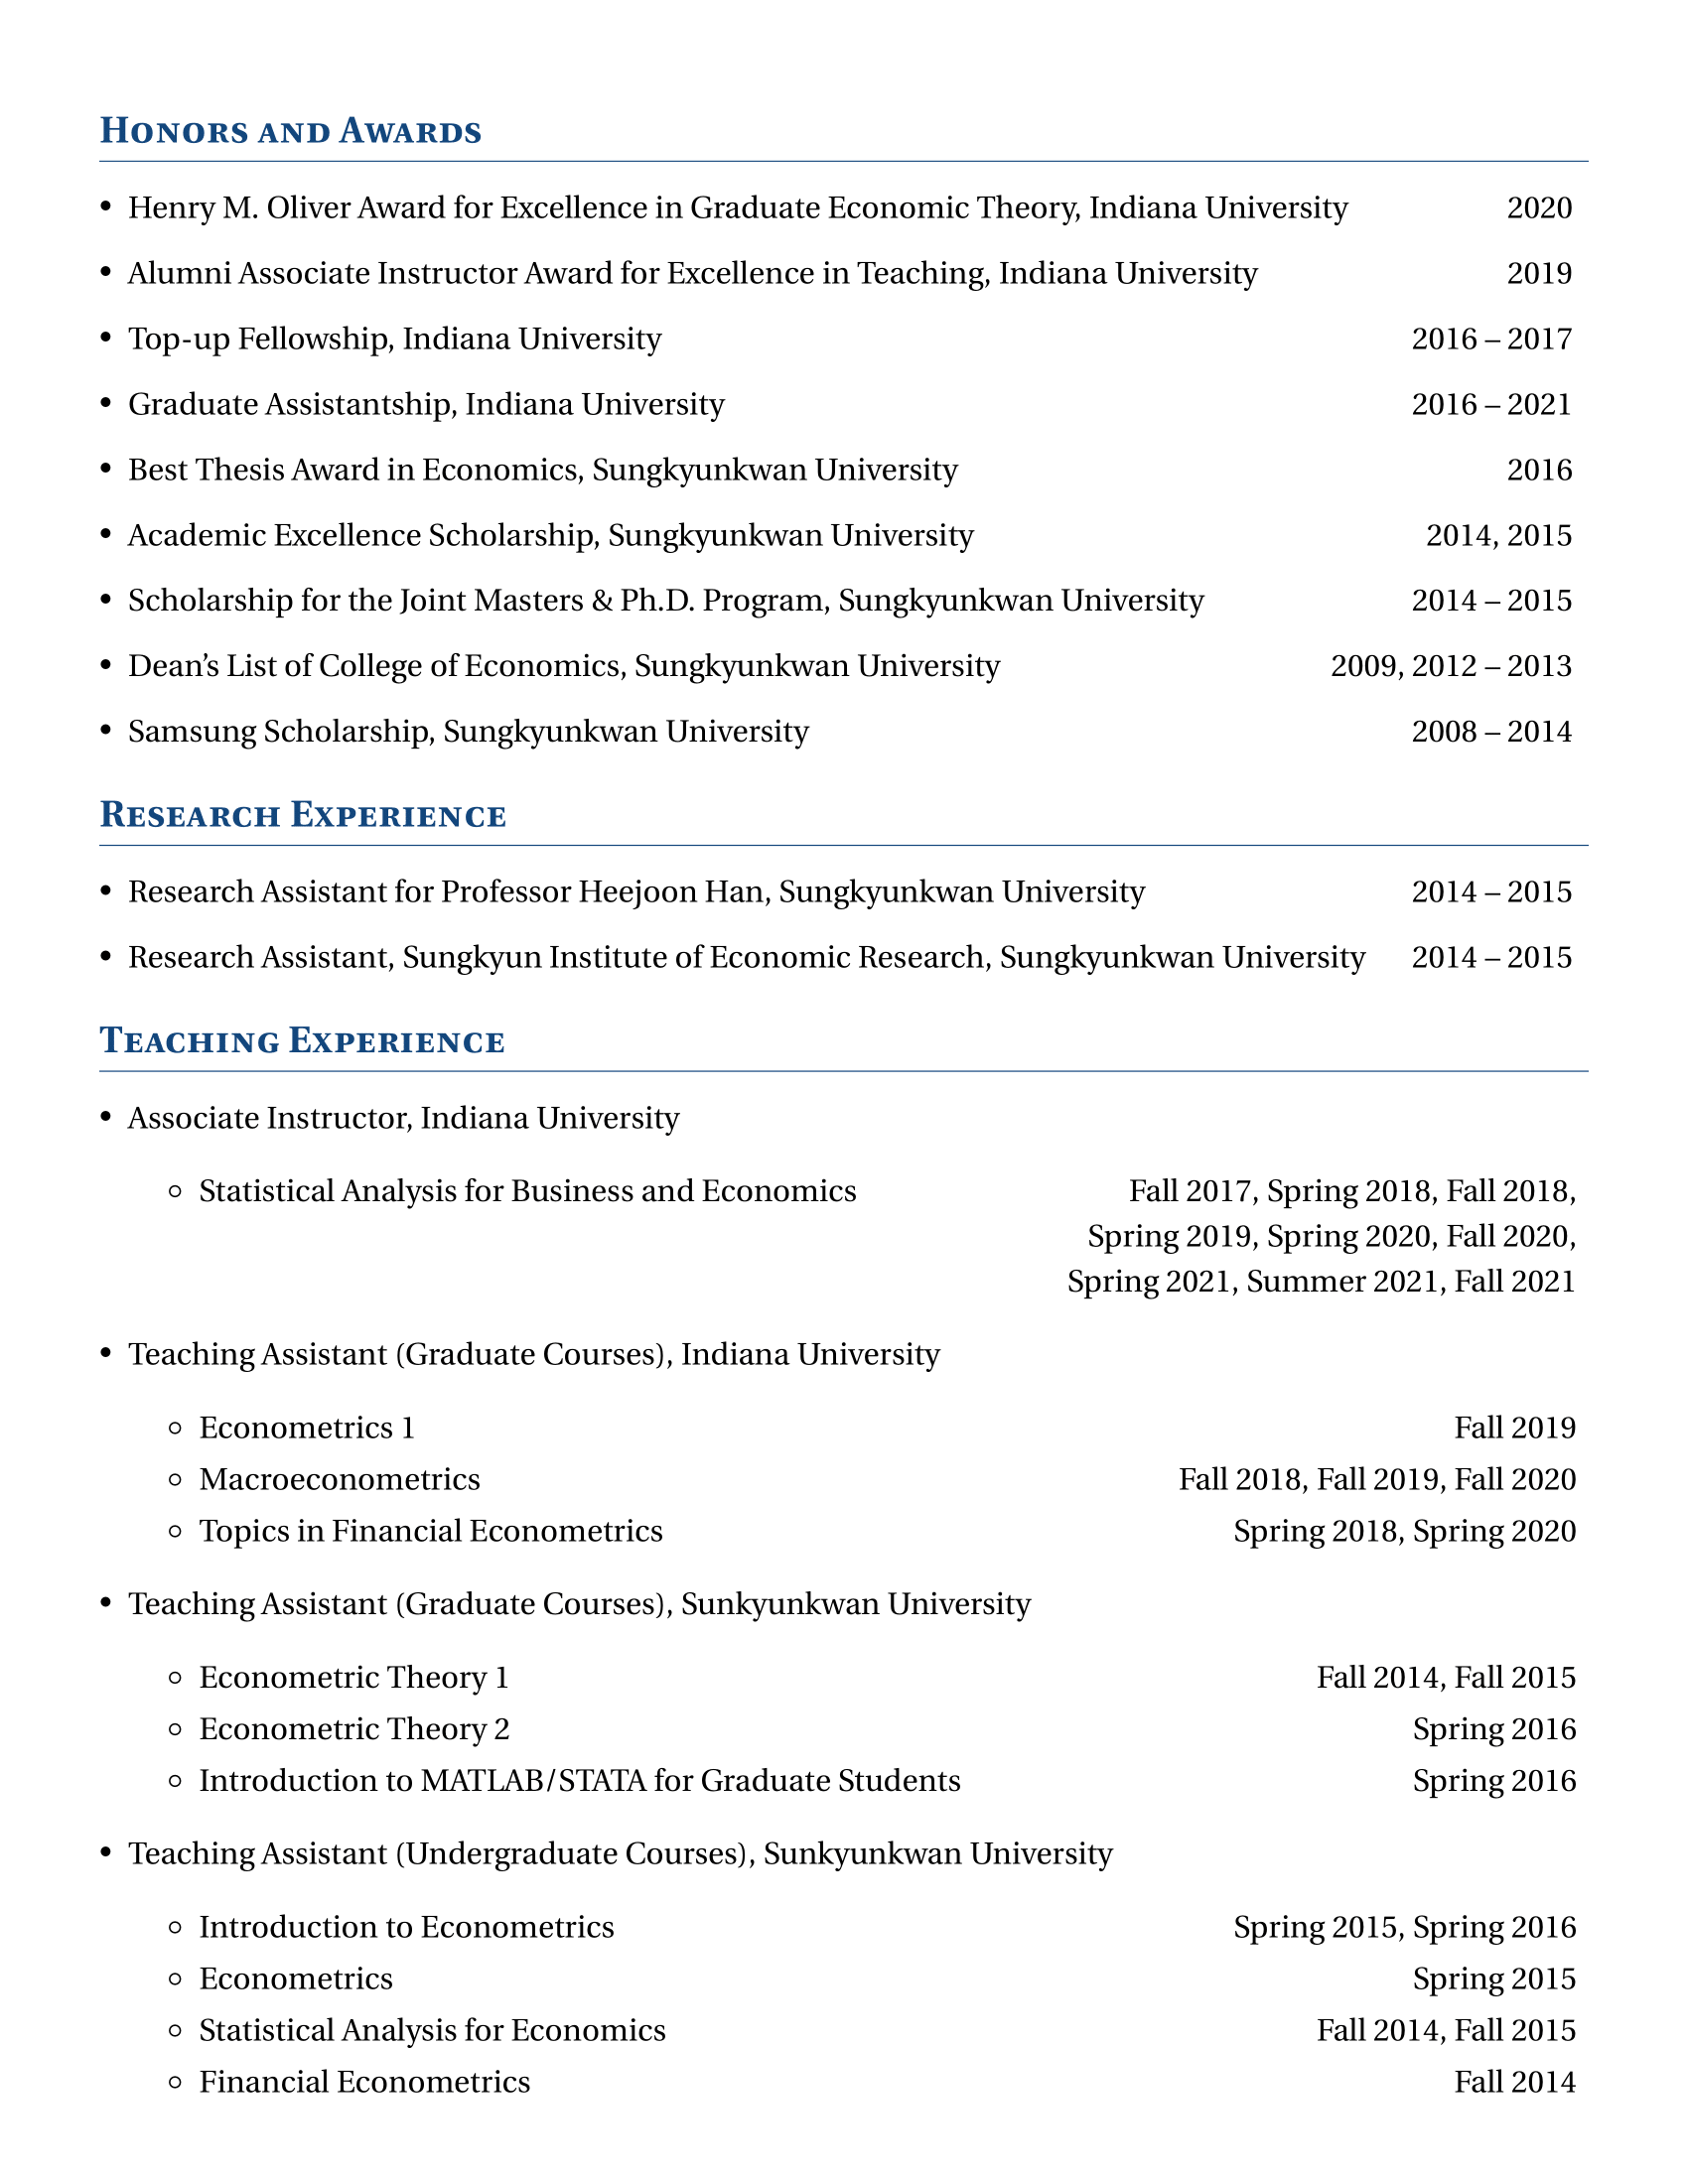 Honors and Awards
• Henry M. Oliver Award for Excellence in Graduate Economic Theory, Indiana University 2020
• Alumni Associate Instructor Award for Excellence in Teaching, Indiana University 2019
• Top-up Fellowship, Indiana University 2016 – 2017
• Graduate Assistantship, Indiana University 2016 – 2021
• Best Thesis Award in Economics, Sungkyunkwan University 2016
• Academic Excellence Scholarship, Sungkyunkwan University 2014, 2015
• Scholarship for the Joint Masters & Ph.D. Program, Sungkyunkwan University 2014 – 2015
• Dean’s List of College of Economics, Sungkyunkwan University 2009, 2012 – 2013
• Samsung Scholarship, Sungkyunkwan University 2008 – 2014
Research Experience
• Research Assistant for Professor Heejoon Han, Sungkyunkwan University 2014 – 2015
• Research Assistant, Sungkyun Institute of Economic Research, Sungkyunkwan University 2014 – 2015
Teaching Experience
• Associate Instructor, Indiana University
◦ Statistical Analysis for Business and Economics Fall 2017, Spring 2018, Fall 2018,
Spring 2019, Spring 2020, Fall 2020,
Spring 2021, Summer 2021, Fall 2021
• Teaching Assistant (Graduate Courses), Indiana University
◦ Econometrics 1 Fall 2019
◦ Macroeconometrics Fall 2018, Fall 2019, Fall 2020
◦ Topics in Financial Econometrics Spring 2018, Spring 2020
• Teaching Assistant (Graduate Courses), Sunkyunkwan University
◦ Econometric Theory 1 Fall 2014, Fall 2015
◦ Econometric Theory 2 Spring 2016
◦ Introduction to MATLAB/STATA for Graduate Students Spring 2016
• Teaching Assistant (Undergraduate Courses), Sunkyunkwan University
◦ Introduction to Econometrics Spring 2015, Spring 2016
◦ Econometrics Spring 2015
◦ Statistical Analysis for Economics Fall 2014, Fall 2015
◦ Financial Econometrics Fall 2014